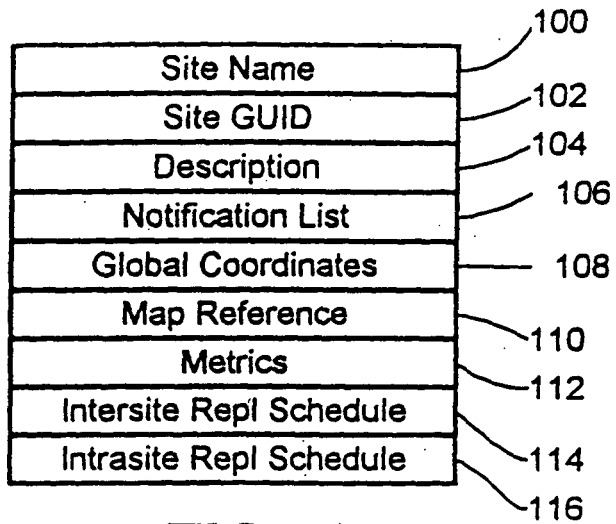 100
Site Name
102
Site GUID
104
Description
106
Notification List
Global Coordinates
108
Map Reference
110
Metrics
112
Intersite Repl Schedule
114
Intrasite Repl Schedule
116